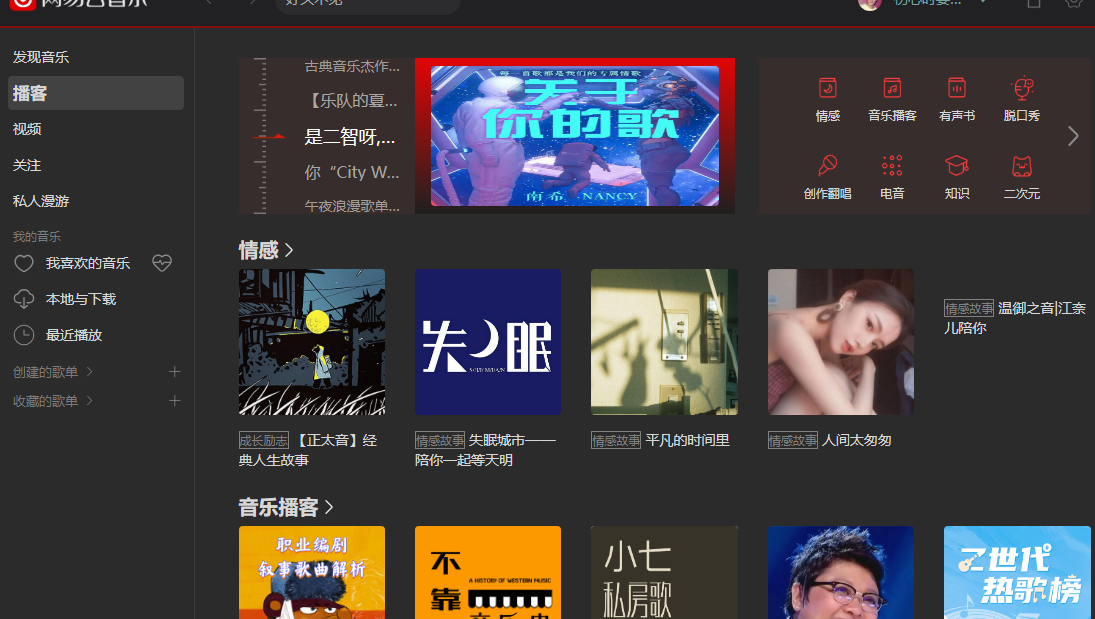 网易云音乐
发现音乐
播客
视频
关注
私人漫游
我的音乐
我喜欢的音乐
本地与下载
最近播放
创建的歌单
收藏的歌单
古典音乐杰作...
【乐队的夏...
是二智呀,...
你“City W...
午夜浪漫歌单...
每一首歌都是我们的专属情歌
关于
你的歌
南希 NANCY
情感
音乐播客
有声书
脱口秀
创作翻唱
电音
知识
二次元
情感
失眠
成长励志 【正太音】经
典人生故事
情感故事 失眠城市——
陪你一起等天明
情感故事 平凡的时间里
情感故事 人间太匆匆
情感故事 温御之音|江奈
儿陪你
音乐播客
职业编剧
叙事歌曲解析
不
靠
A HISTORY OF WESTERN MUSIC
小七
私房歌
Z世代
热歌榜